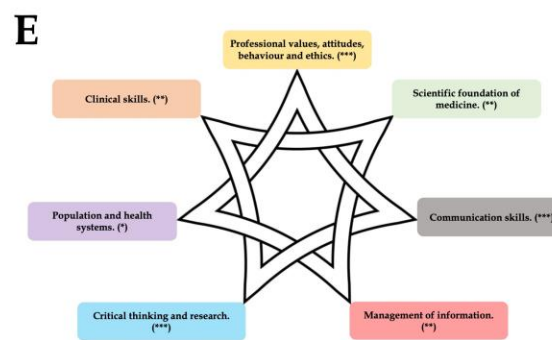 E
Professional values, attitudes,
behaviour and ethics. (***)
Clinical skills. (**)
Scientific foundation of
medicine. (**)
Population and health
systems. (*)
Communication skills. (***)
Critical thinking and research.
(***)
Management of information.
(**)